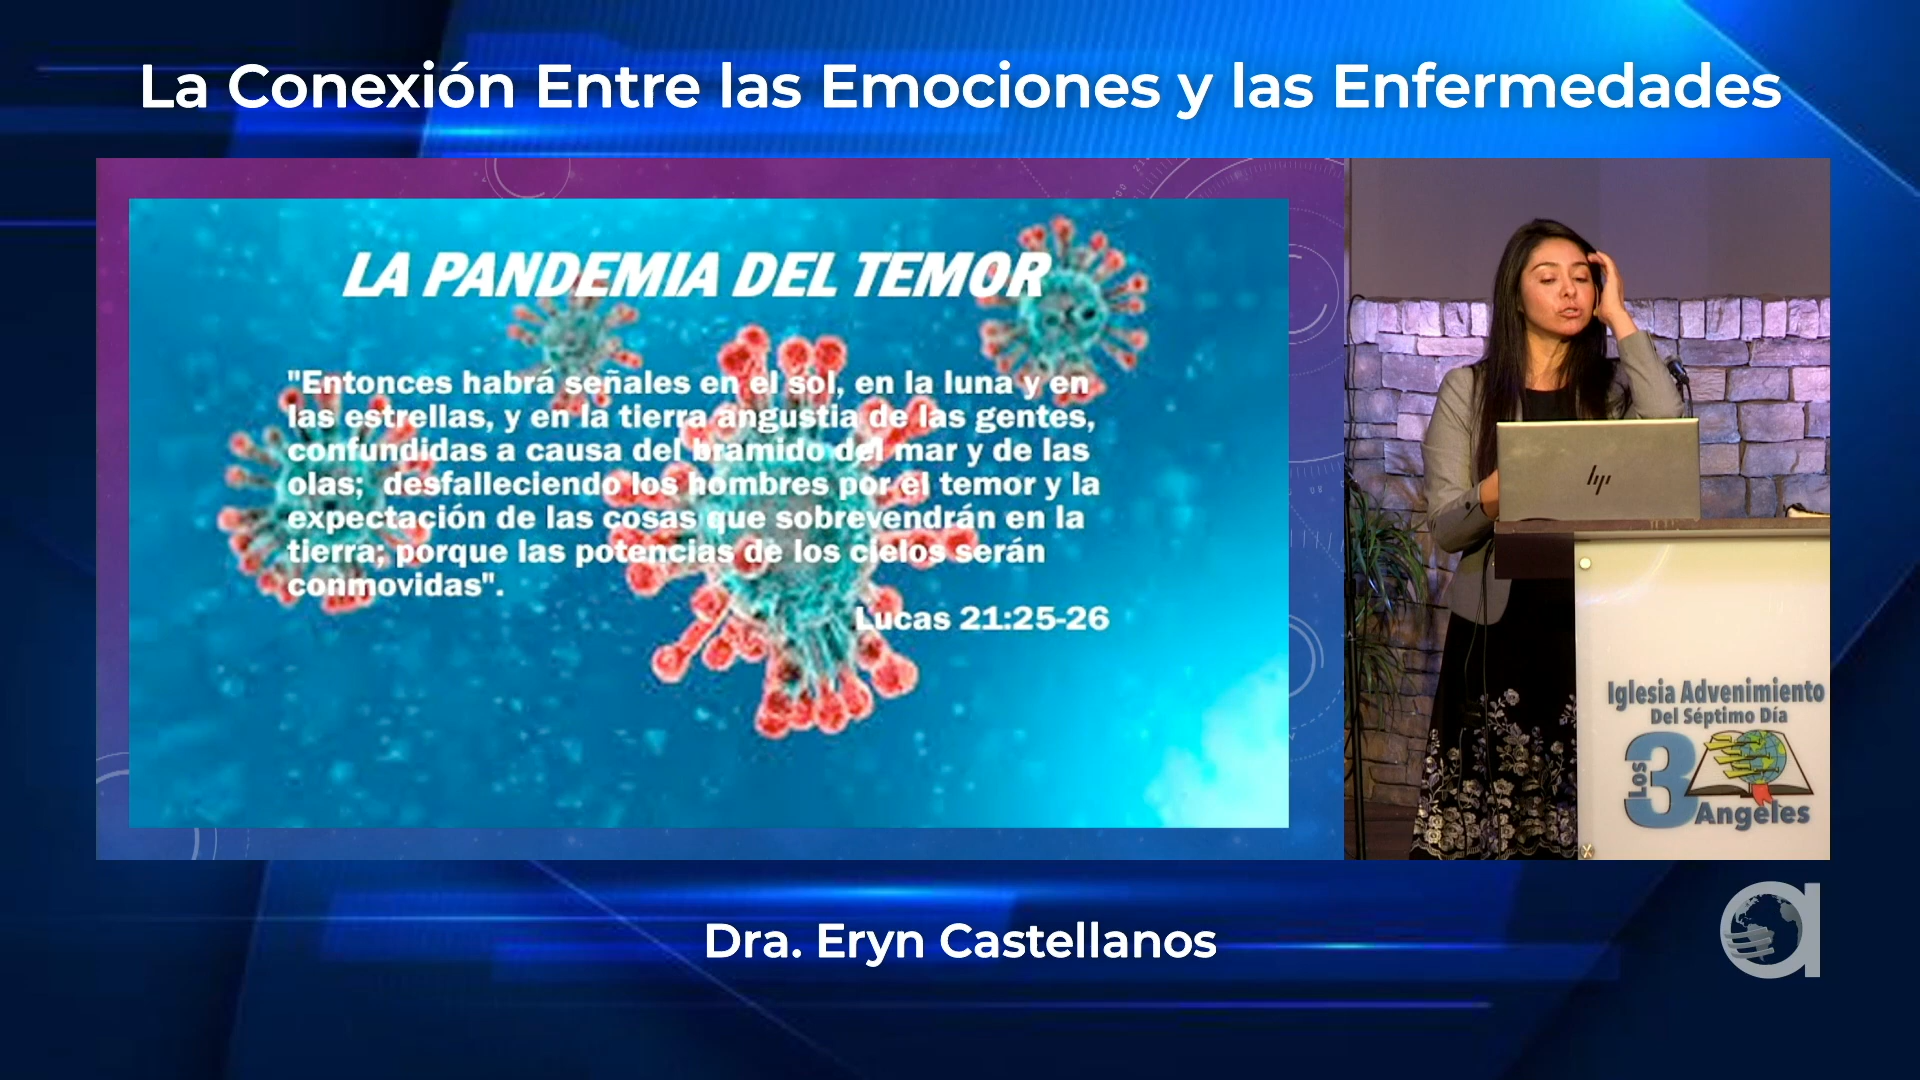 La Conexión Entre las Emociones y las Enfermedades
LA PANDEMIA DEL TEMOR
"Entonces habrá señales en el sol, en la luna y en
las estrellas, y en la tierra angustia de las gentes,
confundidas a causa del bramido del mar y de las
olas;  desfalleciendo los hombres por el temor y la
expectación de las cosas que sobrevendrán en la
tierra; porque las potencias de los cielos serán
conmovidas".
Lucas 21:25-26
hp
Iglesia Advenimiento
Del Séptimo Día
Los 3
Angeles
Dra. Eryn Castellanos
a